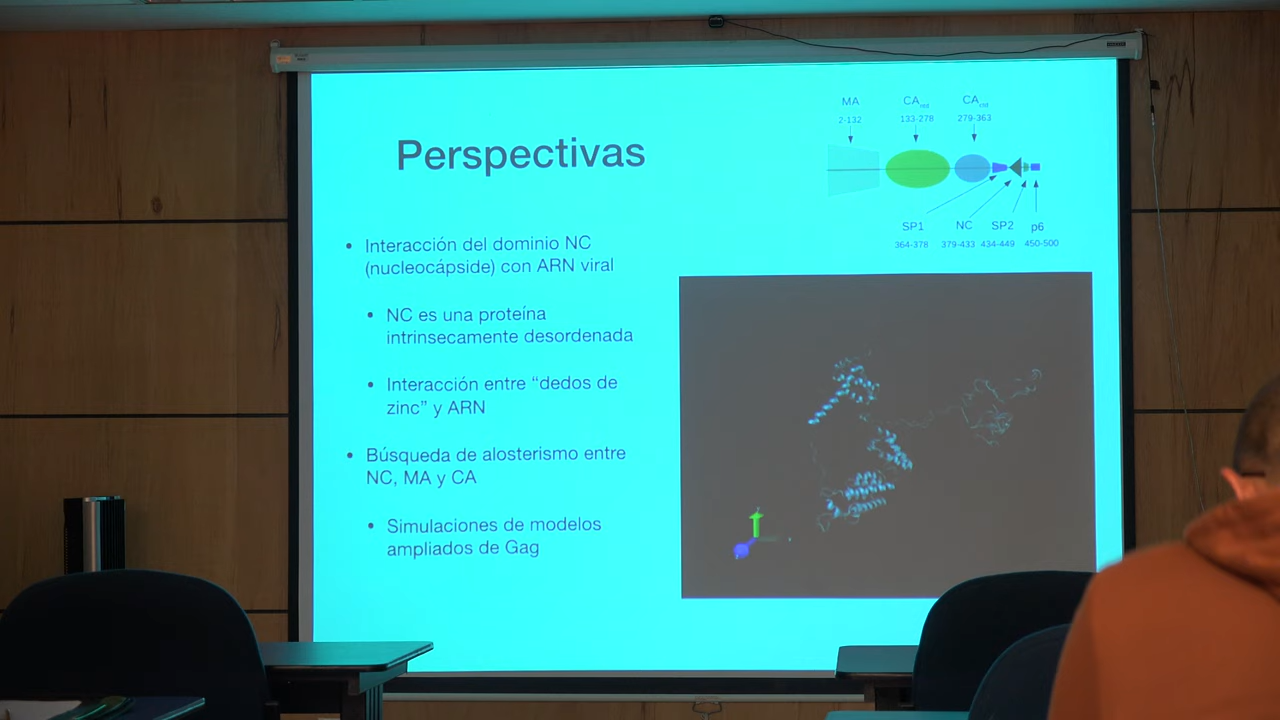 Perspectivas
MA
2-132
CA
133-278
CA
279-363
SP1
364-378
NC
379-433
SP2
434-449
p6
450-500
• Interacción del dominio NC
(nucleocápside) con ARN viral
• NC es una proteína
intrinsecamente desordenada
• Interacción entre “dedos de
zinc” y ARN
• Búsqueda de alosterismo entre
NC, MA y CA
• Simulaciones de modelos
ampliados de Gag